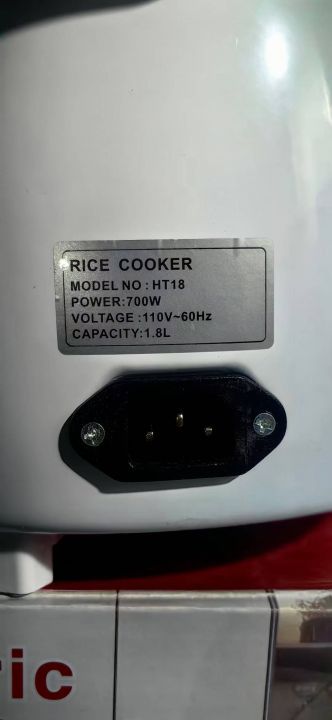 RICE COOKER
MODEL NO : HT18
POWER:700W
VOLTAGE :110V~60Hz
CAPACITY:1.8L
ric